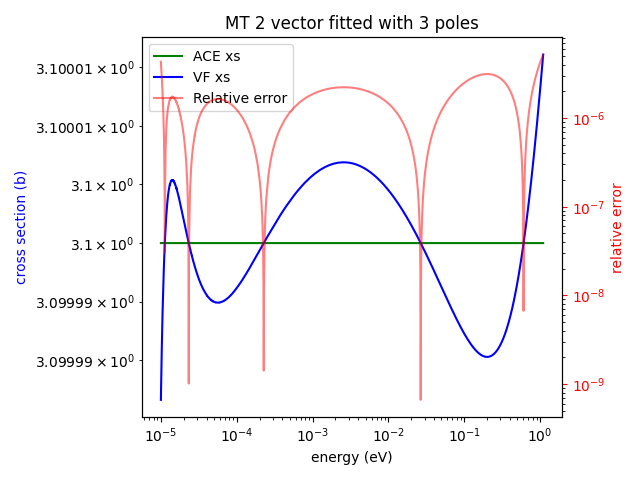 MT 2 vector fitted with 3 poles
ACE xs
VF xs
Relative error
cross section (b)
3.10001 × 10⁰
3.10001 × 10⁰
3.1 × 10⁰
3.1 × 10⁰
3.09999 × 10⁰
3.09999 × 10⁰
relative error
10⁻⁶
10⁻⁷
10⁻⁸
10⁻⁹
10⁻⁵ 10⁻⁴ 10⁻³ 10⁻² 10⁻¹ 10⁰
energy (eV)